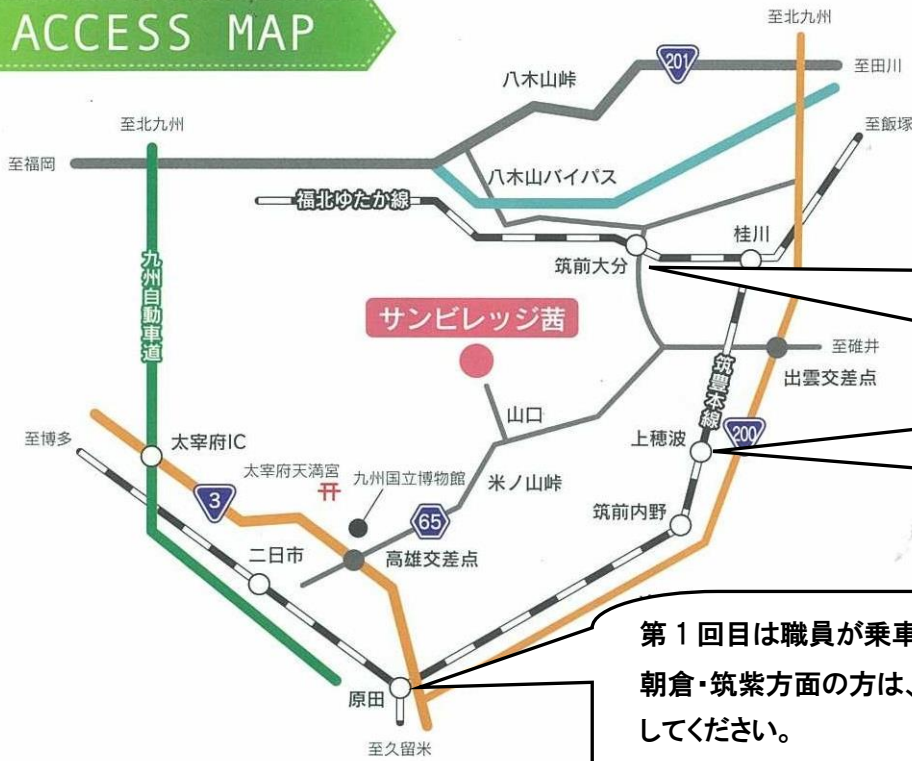 ACCESS MAP
至北九州
201
至田川
八木山峠
至北九州
至飯塚
至福岡
八木山バイパス
福北ゆたか線
桂川
筑前大分
九州自動車道
サンビレッジ茜
至碓井
出雲交差点
筑豊本線
山口
200
至博多
太宰府IC
上穂波
太宰府天満宮
九州国立博物館
米ノ山峠
3
65
筑前内野
二日市
高雄交差点
第1回目は職員が乗車
朝倉・筑紫方面の方は、
してください。
原田
至久留米